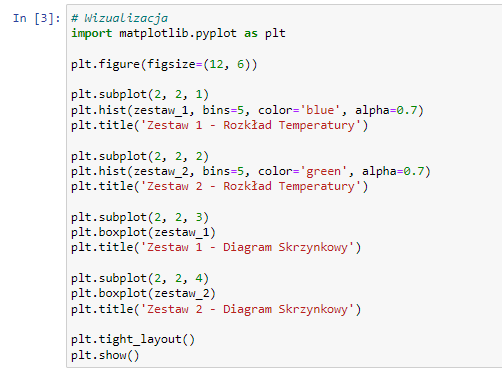 In [3]: # Wizualizacja
import matplotlib.pyplot as plt
plt.figure(figsize=(12, 6))
plt.subplot(2, 2, 1)
plt.hist(zestaw_1, bins=5, color='blue', alpha=0.7)
plt.title('Zestaw 1 - Rozkład Temperatury')
plt.subplot(2, 2, 2)
plt.hist(zestaw_2, bins=5, color='green', alpha=0.7)
plt.title('Zestaw 2 - Rozkład Temperatury')
plt.subplot(2, 2, 3)
plt.boxplot(zestaw_1)
plt.title('Zestaw 1 - Diagram Skrzynkowy')
plt.subplot(2, 2, 4)
plt.boxplot(zestaw_2)
plt.title('Zestaw 2 - Diagram Skrzynkowy')
plt.tight_layout()
plt.show()